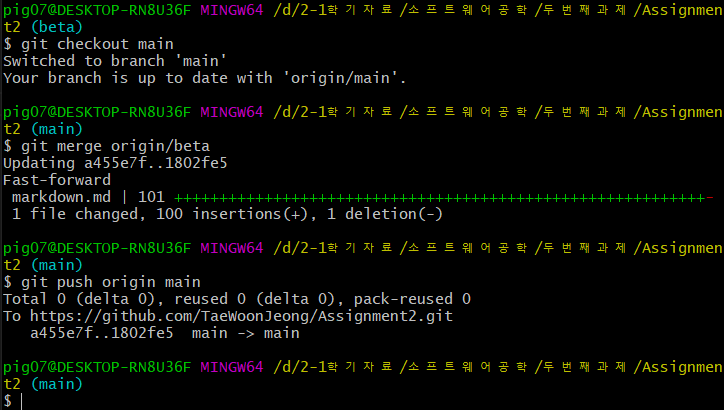 pig07@DESKTOP-RN8U36F MINGW64 /d/2-1학기자료/소프트웨어공학/두번째과제/Assignmen
t2 (beta)
$ git checkout main
Switched to branch 'main'
Your branch is up to date with 'origin/main'.
pig07@DESKTOP-RN8U36F MINGW64 /d/2-1학기자료/소프트웨어공학/두번째과제/Assignmen
t2 (main)
$ git merge origin/beta
Updating a455e7f..1802fe5
Fast-forward
 markdown.md | 101 ++++++++++++++++++++++++++++++++++++++++++++++++++++++++++++-
 1 file changed, 100 insertions(+), 1 deletion(-)
pig07@DESKTOP-RN8U36F MINGW64 /d/2-1학기자료/소프트웨어공학/두번째과제/Assignmen
t2 (main)
$ git push origin main
Total 0 (delta 0), reused 0 (delta 0), pack-reused 0
To https://github.com/TaeWoonJeong/Assignment2.git
   a455e7f..1802fe5  main -> main
pig07@DESKTOP-RN8U36F MINGW64 /d/2-1학기자료/소프트웨어공학/두번째과제/Assignmen
t2 (main)
$